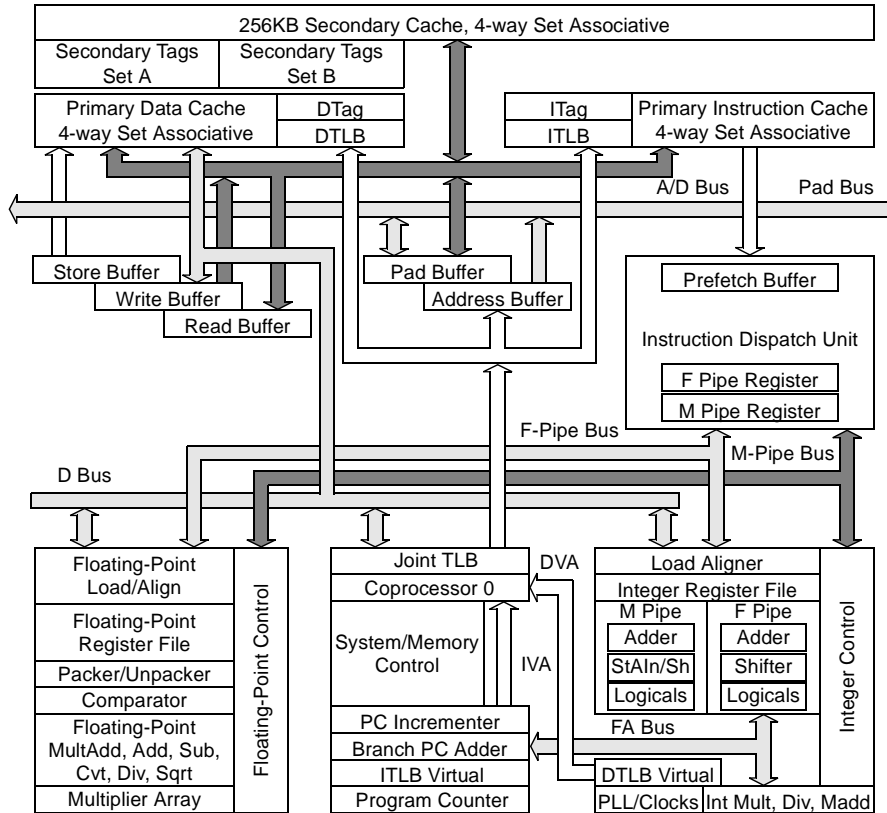 256KB Secondary Cache, 4-way Set Associative
Secondary Tags
Set A
Secondary Tags
Set B
Primary Data Cache
4-way Set Associative
DTag
DTLB
ITag
ITLB
Primary Instruction Cache
4-way Set Associative
A/D Bus
Pad Bus
Store Buffer
Write Buffer
Read Buffer
Pad Buffer
Address Buffer
Prefetch Buffer
Instruction Dispatch Unit
F Pipe Register
M Pipe Register
F-Pipe Bus
M-Pipe Bus
D Bus
Floating-Point
Load/Align
Floating-Point
Register File
Packer/Unpacker
Comparator
Floating-Point
MultAdd, Add, Sub,
Cvt, Div, Sqrt
Multiplier Array
Floating-Point Control
Joint TLB
Coprocessor 0
System/Memory
Control
PC Incrementer
Branch PC Adder
ITLB Virtual
Program Counter
DVA
IVA
Load Aligner
Integer Register File
M Pipe
Adder
StAln/Sh
Logicals
F Pipe
Adder
Shifter
Logicals
Integer Control
FA Bus
DTLB Virtual
PLL/Clocks
Int Mult, Div, Madd